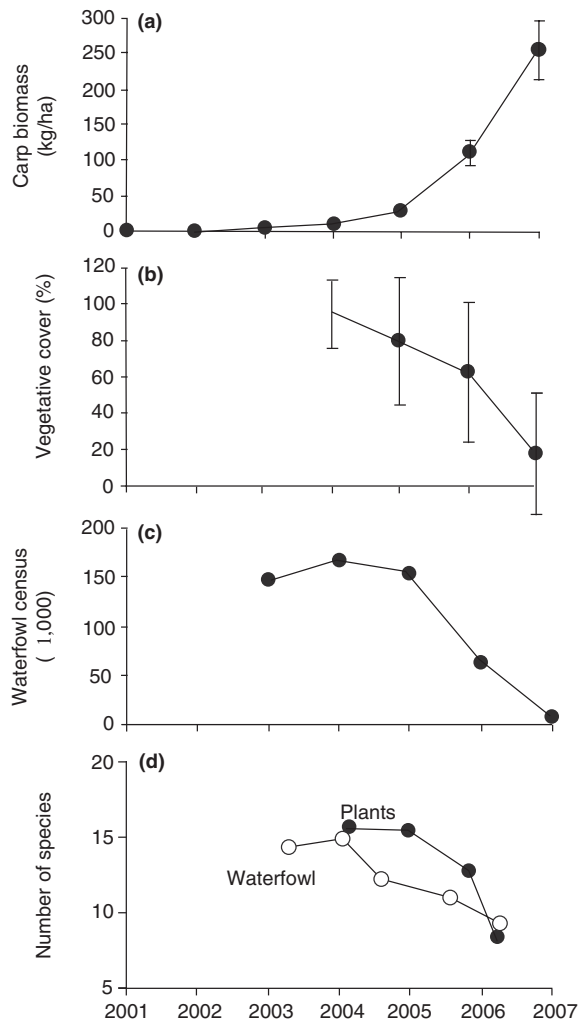 (a)
Carp biomass
(kg/ha)
300
250
200
150
100
50
0
(b)
Vegetative cover (%)
120
100
80
60
40
20
0
(c)
Waterfowl census
( 1,000)
200
150
100
50
0
(d)
Number of species
20
15
10
5
Plants
Waterfowl
2001 2002 2003 2004 2005 2006 2007